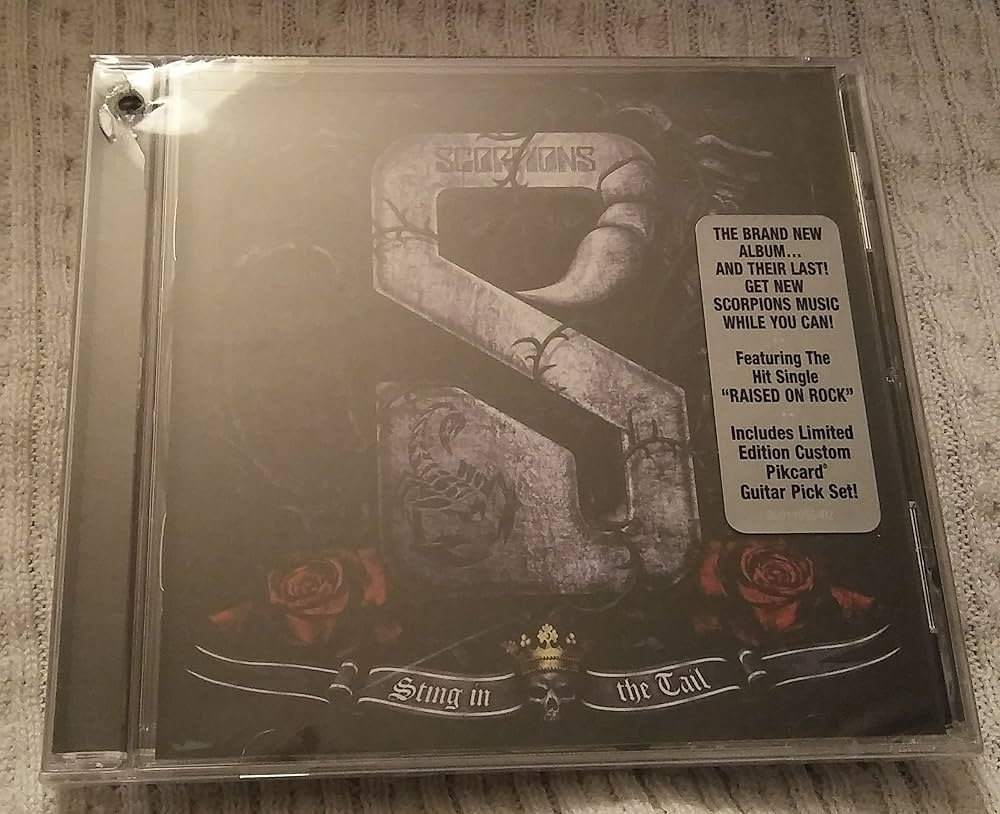 SCORPIONS
THE BRAND NEW
ALBUM...
AND THEIR LAST!
GET NEW
SCORPIONS MUSIC
WHILE YOU CAN!
Featuring The
Hit Single
"RAISED ON ROCK"
Includes Limited
Edition Custom
Pikcard®
Guitar Pick Set!
Sting in the Tail